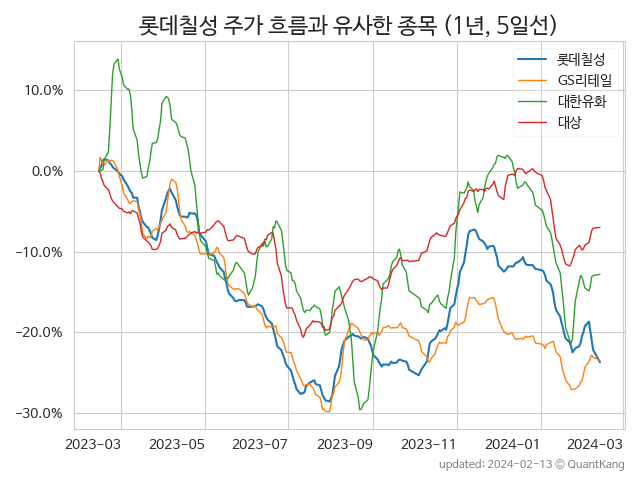 롯데칠성 주가 흐름과 유사한 종목 (1년, 5일선)
롯데칠성
GS리테일
대한유화
대상
10.0%
0.0%
−10.0%
−20.0%
−30.0%
2023-03 2023-05 2023-07 2023-09 2023-11 2024-01 2024-03
updated: 2024-02-13 © QuantKang